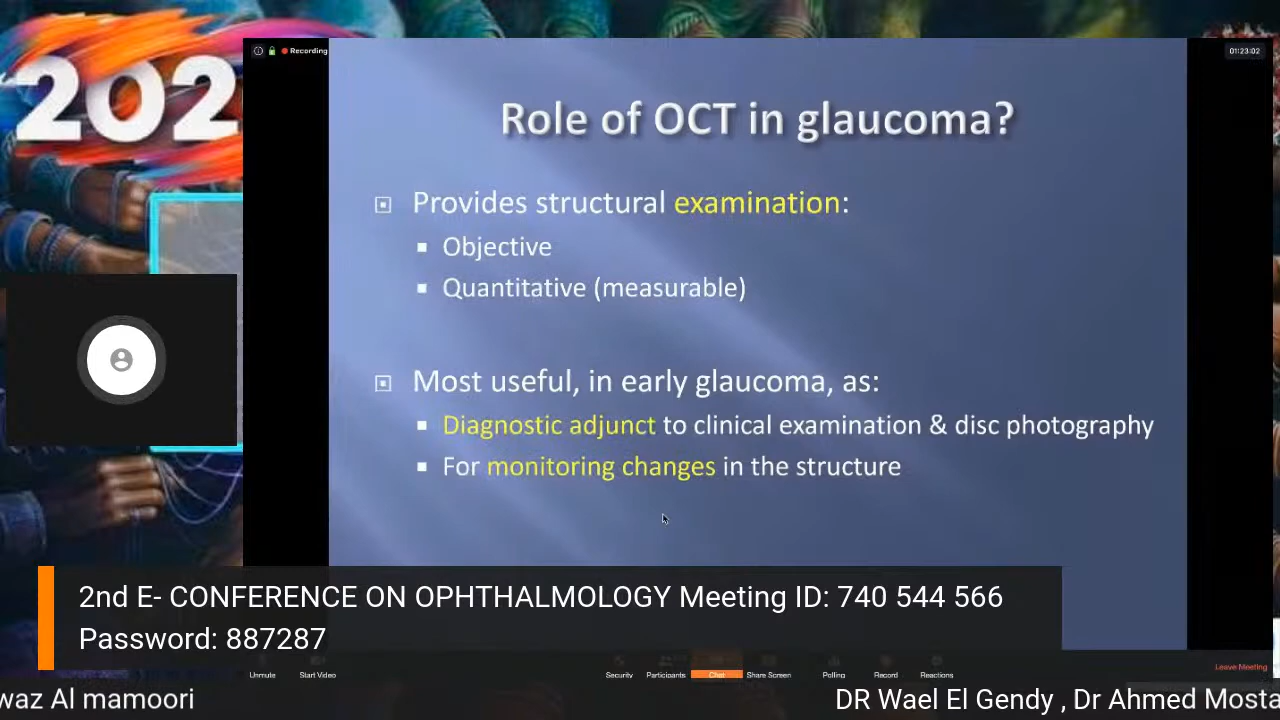 202
Recording
01:23:02
Role of OCT in glaucoma?
Provides structural examination:
Objective
Quantitative (measurable)
Most useful, in early glaucoma, as:
Diagnostic adjunct to clinical examination & disc photography
For monitoring changes in the structure
2nd E- CONFERENCE ON OPHTHALMOLOGY Meeting ID: 740 544 566
Password: 887287
Unmute Start Video Security Participants Chat Share Screen Polling Record Reactions Leave Meeting
waz Al mamoori DR Wael El Gendy , Dr Ahmed Mosta